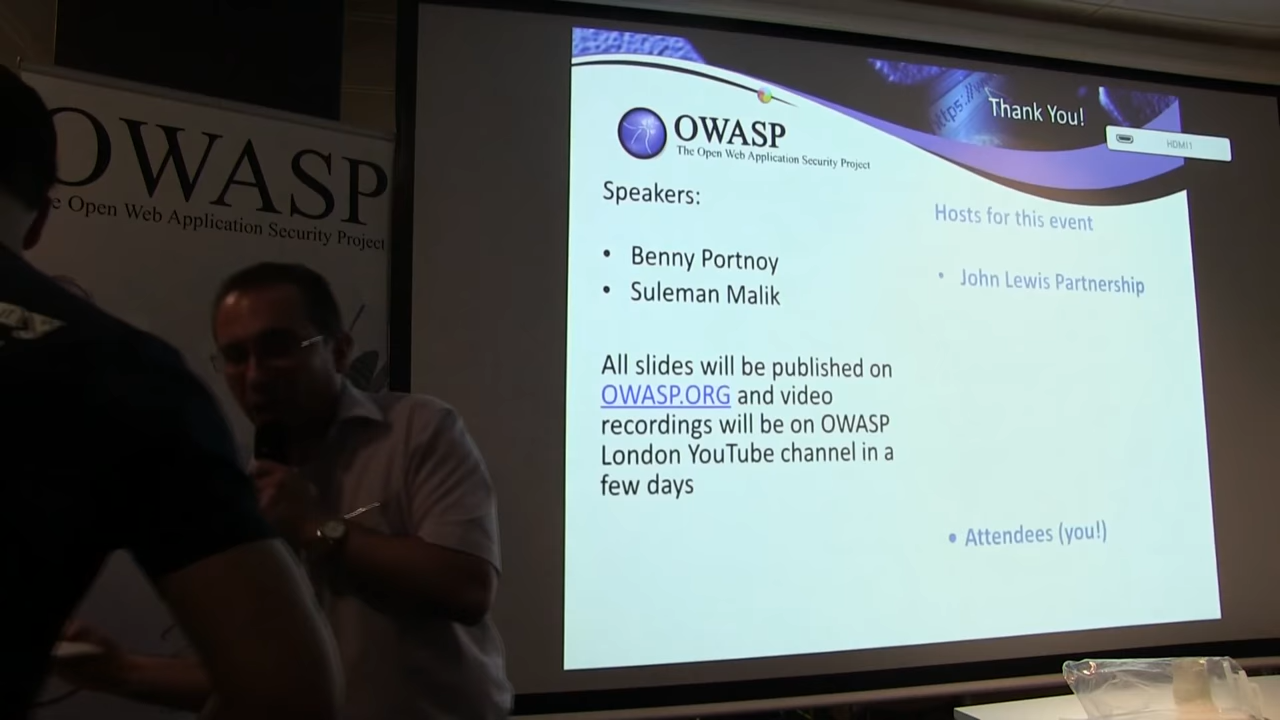 OWASP
The Open Web Application Security Project
Thank You!
HDMI1
OWASP
The Open Web Application Security Project
Speakers:
• Benny Portnoy
• Suleman Malik
All slides will be published on
OWASP.ORG and video
recordings will be on OWASP
London YouTube channel in a
few days
Hosts for this event
• John Lewis Partnership
• Attendees (you!)